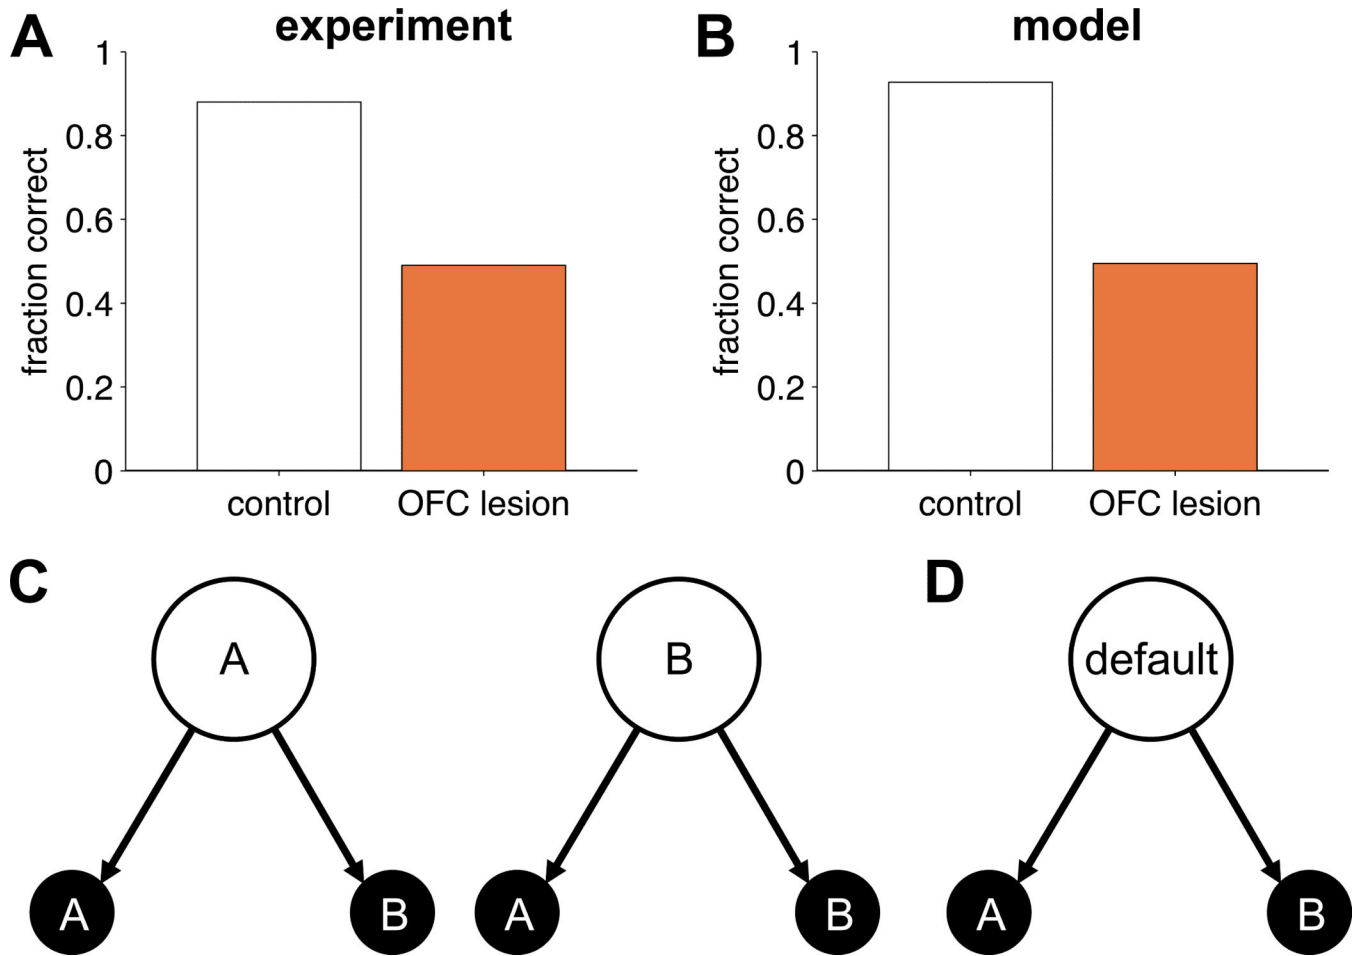 A
experiment
1
0.8
0.6
0.4
0.2
0
fraction correct
control
OFC lesion
B
model
1
0.8
0.6
0.4
0.2
0
fraction correct
control
OFC lesion
C
A
B
A
B
A
B
D
default
A
B